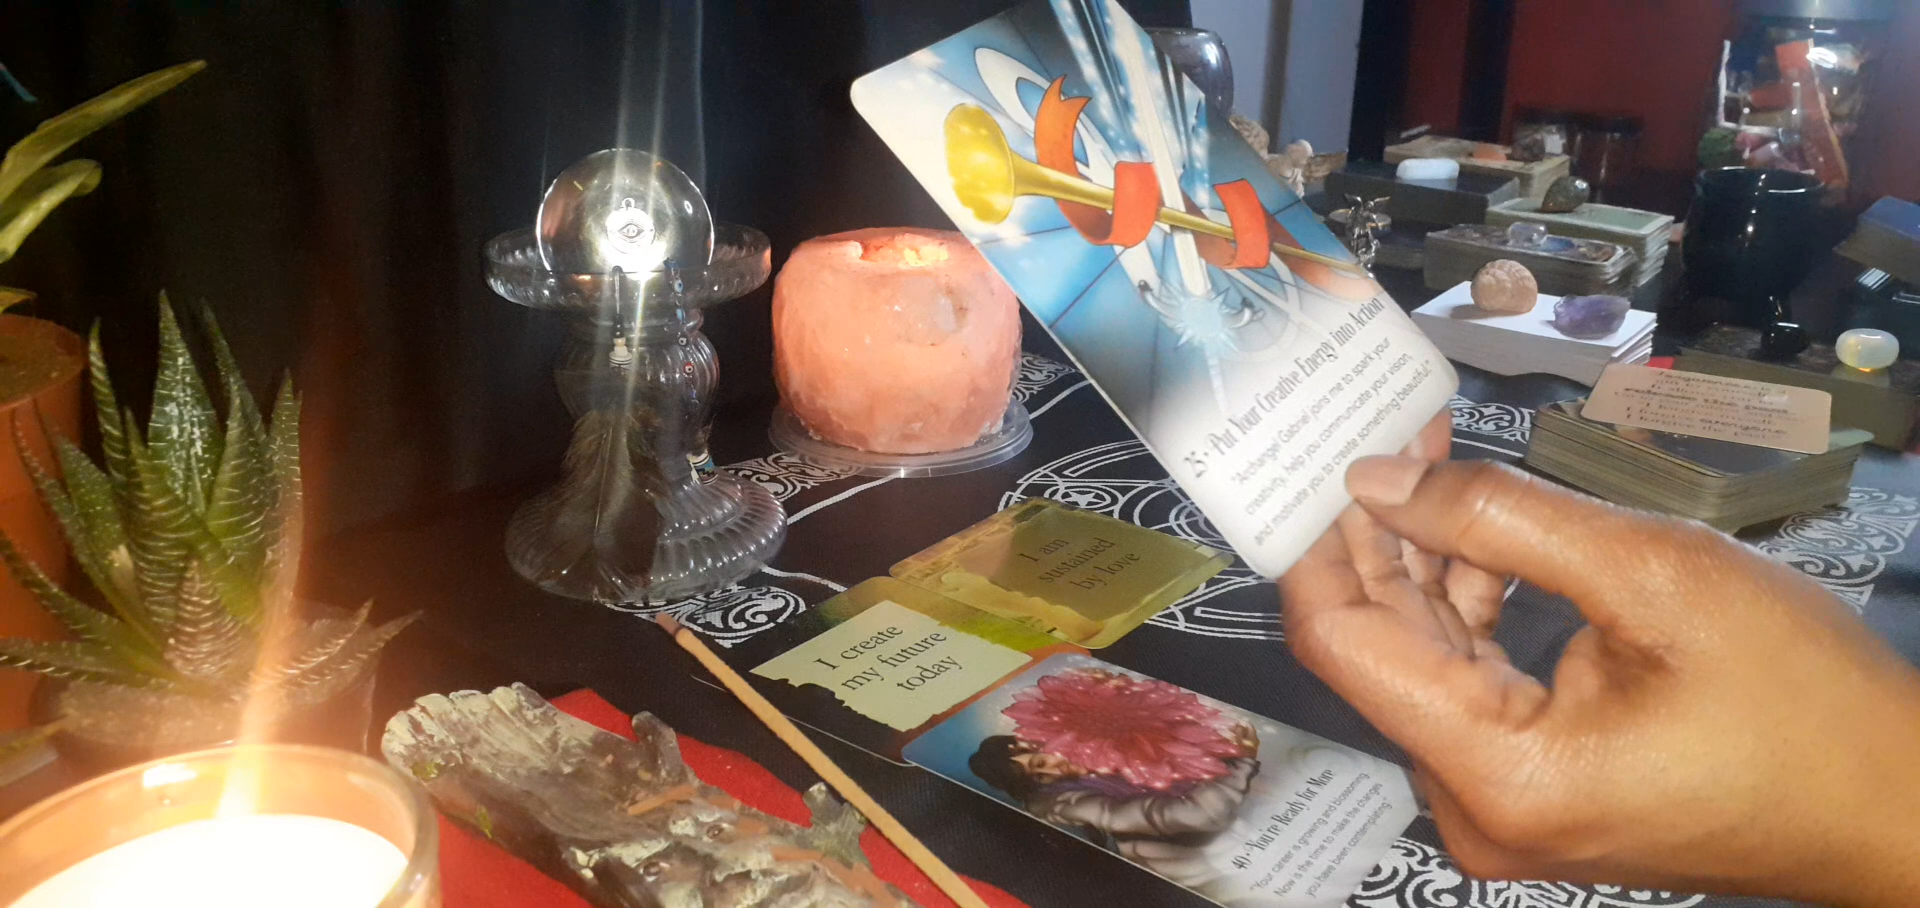 25 · Put Your Creative Energy into Action
"Archangel Gabriel joins me to spark your
creativity, help you communicate your vision,
and motivate you to create something beautiful."
I am
sustained
by love
I create
my future
today
40 · You're Ready for More
"Your career is growing and blossoming.
Now is the time to make the changes
you have been contemplating."